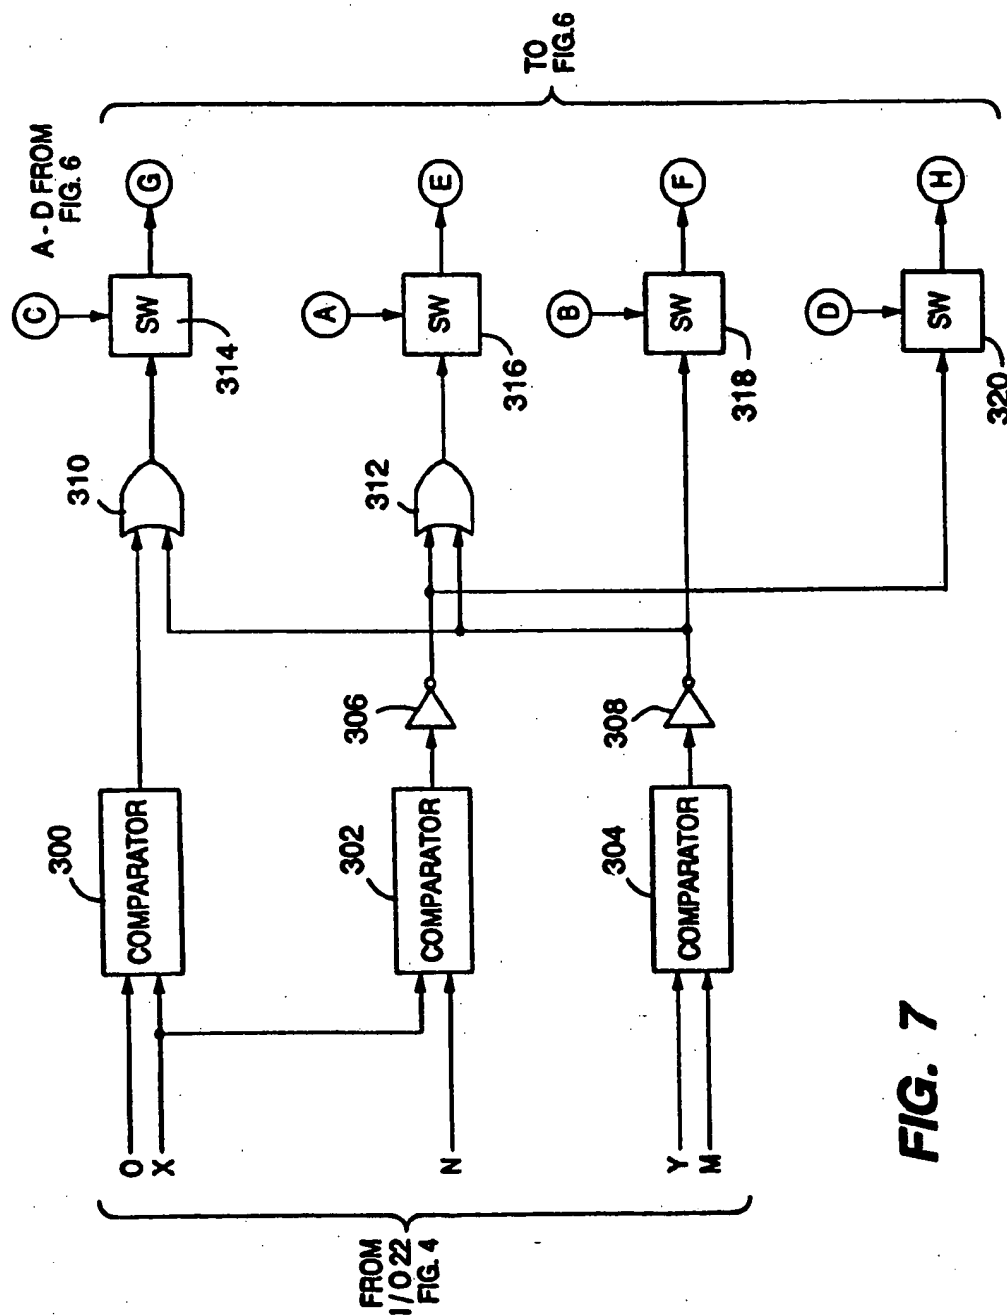 FROM
I/O 22
FIG. 4
O
X
N
Y
M
300
COMPARATOR
302
COMPARATOR
304
COMPARATOR
306
308
310
312
C
A
B
D
SW
314
SW
316
SW
318
SW
320
A - D FROM
FIG. 6
G
E
F
H
TO
FIG.6
FIG. 7